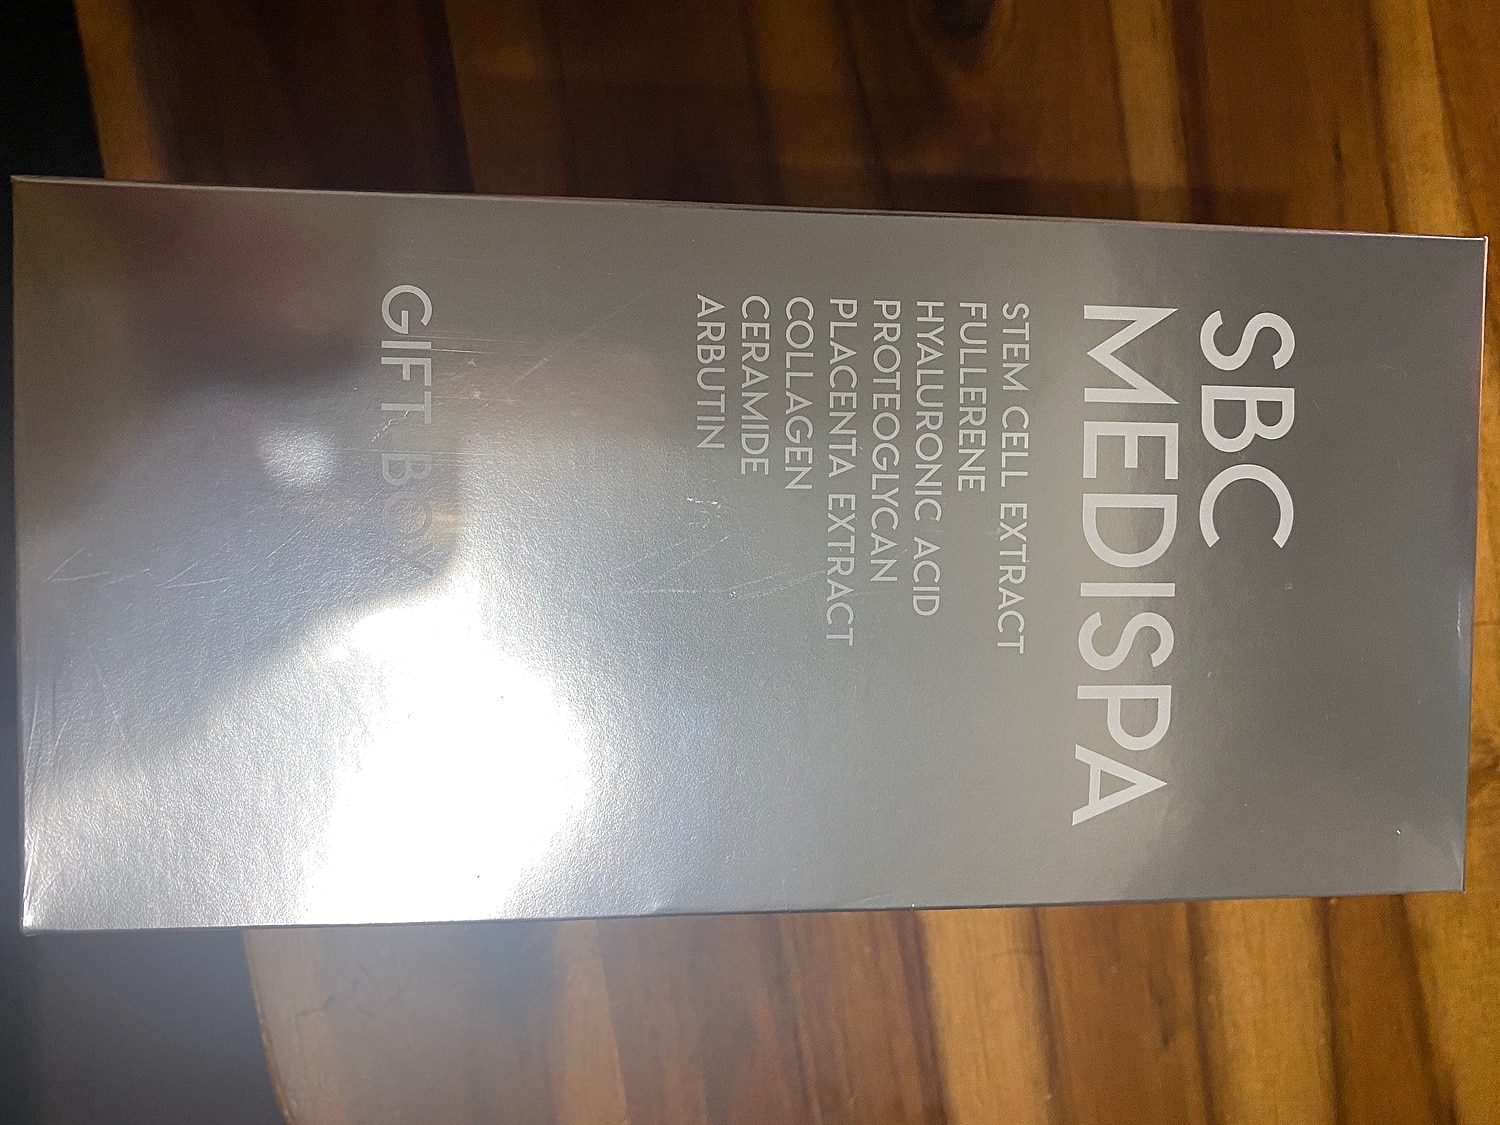 SBC
MEDISPA
STEM CELL EXTRACT
FULLERENE
HYALURONIC ACID
PROTEOGLYCAN
PLACENTA EXTRACT
COLLAGEN
CERAMIDE
ARBUTIN
GIFT BOX